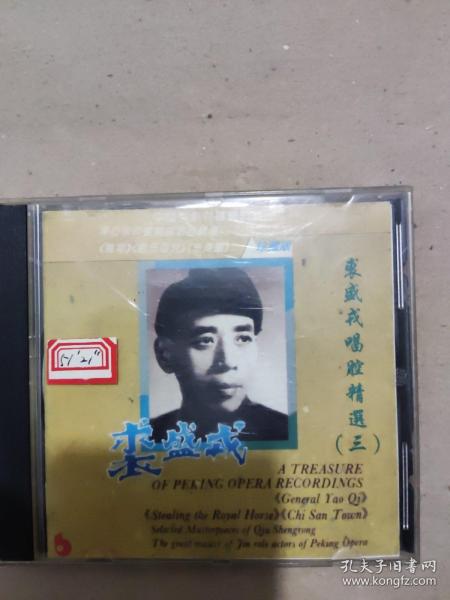 51'21"
裘盛戎唱腔精選(三)
裘盛戎
A TREASURE
OF PEKING OPERA RECORDINGS
《General Yao Qi》
《Stealing the Royal Horse》《Chi San Town》
Selected Masterpieces of Qiu Shengrong
The great master of Jin role actors of Peking Opera
孔夫子旧书网
www.kongfz.com